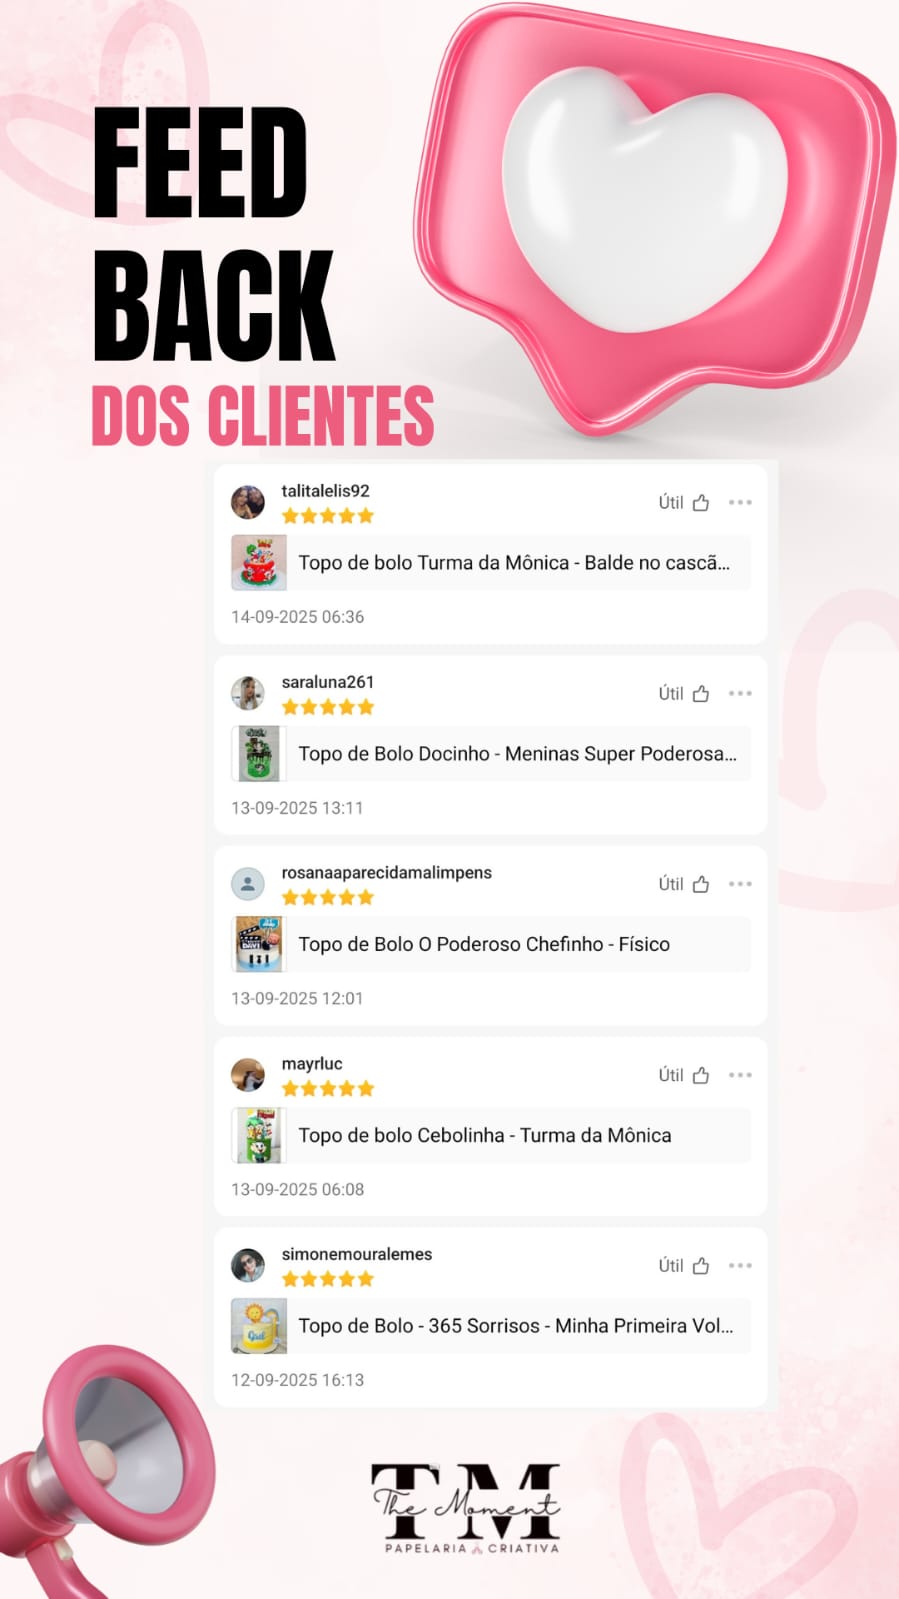 FEED
BACK
DOS CLIENTES
talitalelis92
Útil
Topo de bolo Turma da Mônica - Balde no cascã...
14-09-2025 06:36
saraluna261
Útil
Topo de Bolo Docinho - Meninas Super Poderosa...
13-09-2025 13:11
rosanaaparecidamalimpens
Útil
Topo de Bolo O Poderoso Chefinho - Físico
13-09-2025 12:01
mayrluc
Útil
Topo de bolo Cebolinha - Turma da Mônica
13-09-2025 06:08
simonemouralemes
Útil
Topo de Bolo - 365 Sorrisos - Minha Primeira Vol...
12-09-2025 16:13
TM
The Moment
PAPELARIA CRIATIVA